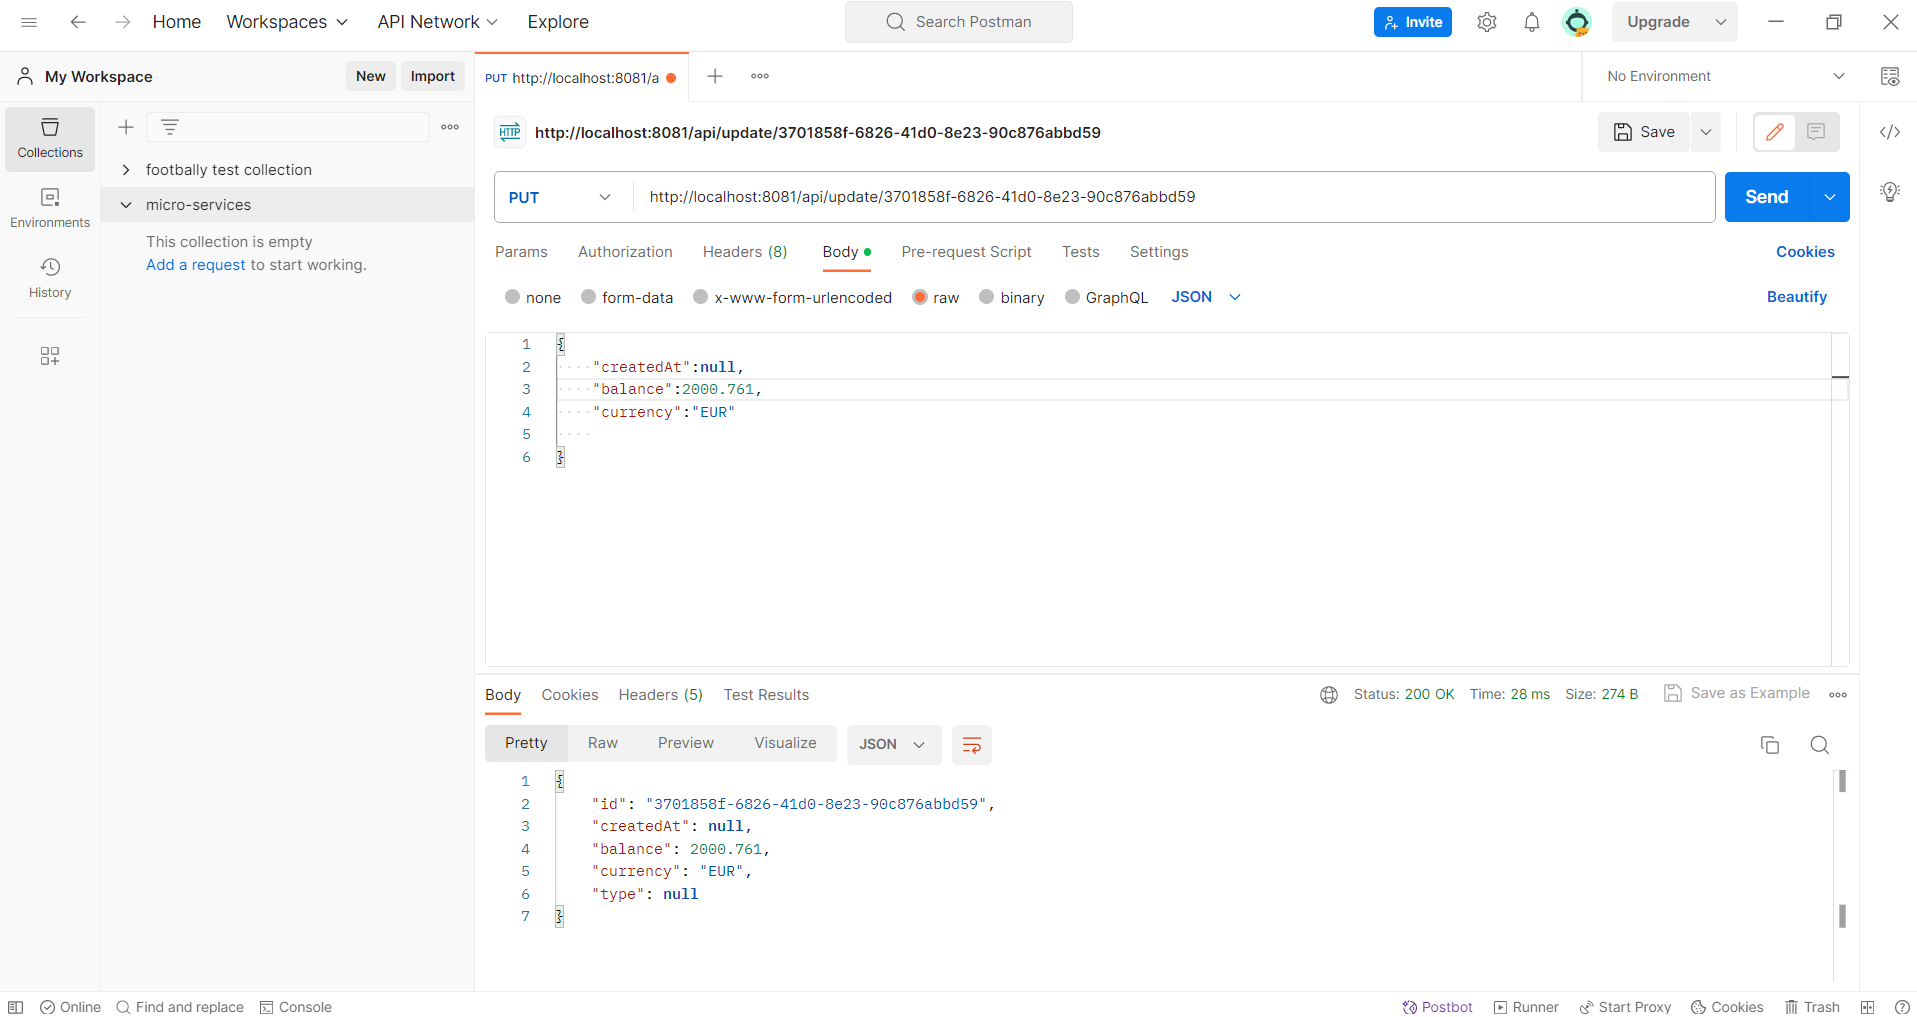 Home Workspaces API Network Explore Search Postman Invite Upgrade
My Workspace New Import PUT http://localhost:8081/a No Environment
Collections
footbally test collection
micro-services
This collection is empty
Add a request to start working.
Environments
History
HTTP http://localhost:8081/api/update/3701858f-6826-41d0-8e23-90c876abbd59 Save
PUT http://localhost:8081/api/update/3701858f-6826-41d0-8e23-90c876abbd59 Send
Params Authorization Headers (8) Body Pre-request Script Tests Settings Cookies
none form-data x-www-form-urlencoded raw binary GraphQL JSON Beautify
1 {
2 "createdAt":null,
3 "balance":2000.761,
4 "currency":"EUR"
5
6 }
Body Cookies Headers (5) Test Results Status: 200 OK Time: 28 ms Size: 274 B Save as Example
Pretty Raw Preview Visualize JSON
1 {
2 "id": "3701858f-6826-41d0-8e23-90c876abbd59",
3 "createdAt": null,
4 "balance": 2000.761,
5 "currency": "EUR",
6 "type": null
7 }
Online Find and replace Console Postbot Runner Start Proxy Cookies Trash